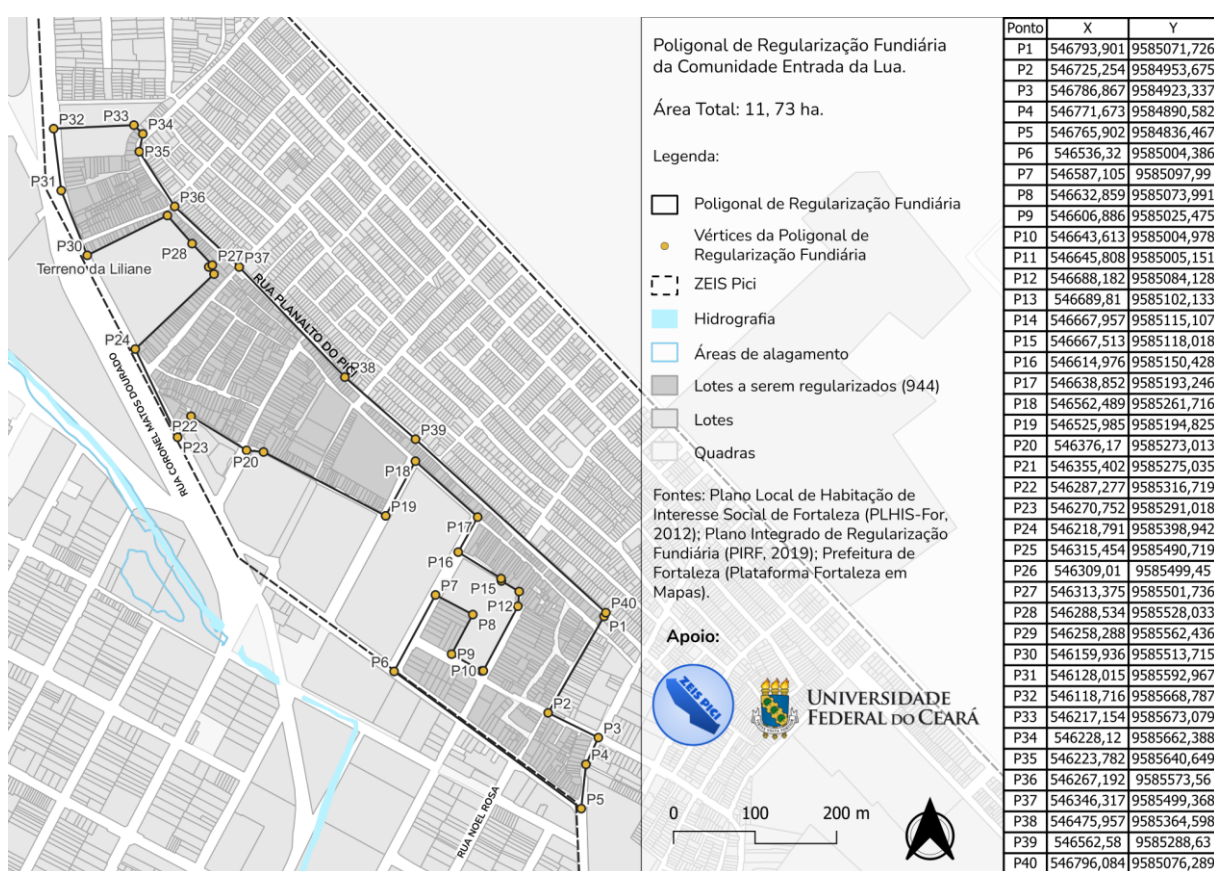 P32
P33
P34
P35
P31
P36
P30
P28
P27
P37
Terreno da Liliane
RUA PLANALTO DO PICI
P24
P38
RUA CORONEL MATOS DOURADO
P22
P23
P39
P20
P18
P19
P17
P16
P7
P15
P12
P8
P40
P1
P9
P6
P10
P2
P3
P4
P5
RUA NOEL ROSA
Poligonal de Regularização Fundiária
da Comunidade Entrada da Lua.
Área Total: 11, 73 ha.
Legenda:
Poligonal de Regularização Fundiária
Vértices da Poligonal de
Regularização Fundiária
ZEIS Pici
Hidrografia
Áreas de alagamento
Lotes a serem regularizados (944)
Lotes
Quadras
Fontes: Plano Local de Habitação de
Interesse Social de Fortaleza (PLHIS-For,
2012); Plano Integrado de Regularização
Fundiária (PIRF, 2019); Prefeitura de
Fortaleza (Plataforma Fortaleza em
Mapas).
Apoio:
ZEIS PICI
UNIVERSIDADE
FEDERAL DO CEARÁ
0 100 200 m
Ponto X Y
P1 546793,901 9585071,726
P2 546725,254 9584953,675
P3 546786,867 9584923,337
P4 546771,673 9584890,582
P5 546765,902 9584836,467
P6 546536,32 9585004,386
P7 546587,105 9585097,99
P8 546632,859 9585073,991
P9 546606,886 9585025,475
P10 546643,613 9585004,978
P11 546645,808 9585005,151
P12 546688,182 9585084,128
P13 546689,81 9585102,133
P14 546667,957 9585115,107
P15 546667,513 9585118,018
P16 546614,976 9585150,428
P17 546638,852 9585193,246
P18 546562,489 9585261,716
P19 546525,985 9585194,825
P20 546376,17 9585273,013
P21 546355,402 9585275,035
P22 546287,277 9585316,719
P23 546270,752 9585291,018
P24 546218,791 9585398,942
P25 546315,454 9585490,719
P26 546309,01 9585499,45
P27 546313,375 9585501,736
P28 546288,534 9585528,033
P29 546258,288 9585562,436
P30 546159,936 9585513,715
P31 546128,015 9585592,967
P32 546118,716 9585668,787
P33 546217,154 9585673,079
P34 546228,12 9585662,388
P35 546223,782 9585640,649
P36 546267,192 9585573,56
P37 546346,317 9585499,368
P38 546475,957 9585364,598
P39 546562,58 9585288,63
P40 546796,084 9585076,289